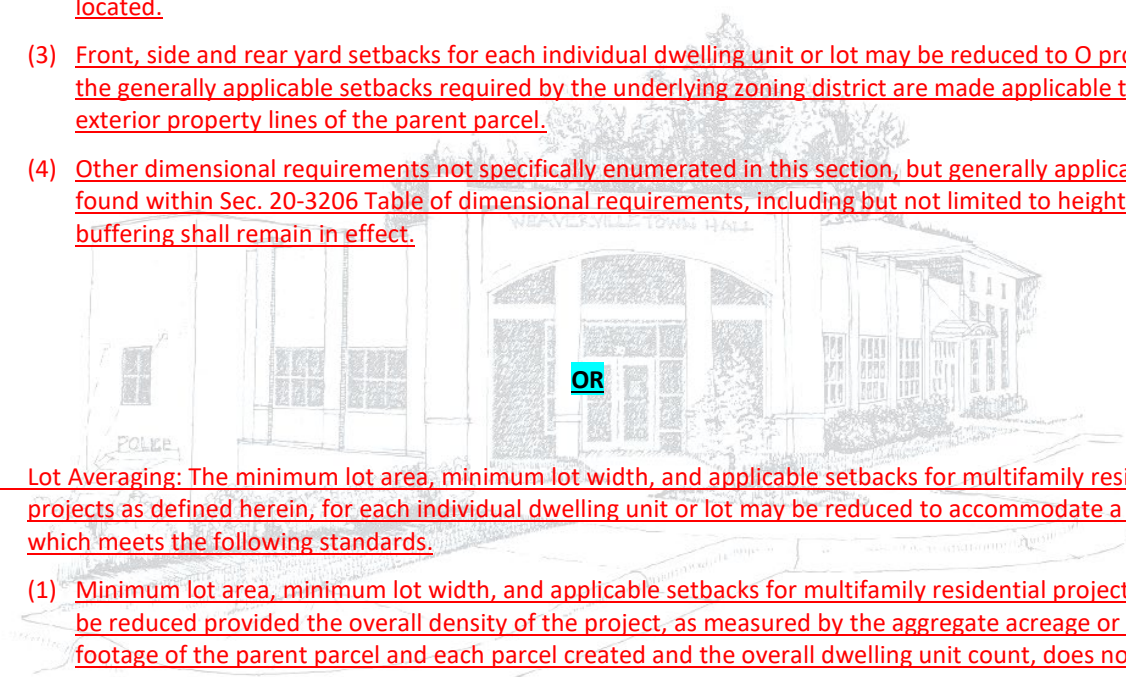 located.
(3) Front, side and rear yard setbacks for each individual dwelling unit or lot may be reduced to O pro
the generally applicable setbacks required by the underlying zoning district are made applicable t
exterior property lines of the parent parcel.
(4) Other dimensional requirements not specifically enumerated in this section, but generally applica
found within Sec. 20-3206 Table of dimensional requirements, including but not limited to height
buffering shall remain in effect.
WEAVERVILLE TOWN HALL
OR
POLICE
Lot Averaging: The minimum lot area, minimum lot width, and applicable setbacks for multifamily resi
projects as defined herein, for each individual dwelling unit or lot may be reduced to accommodate a
which meets the following standards.
(1) Minimum lot area, minimum lot width, and applicable setbacks for multifamily residential project
be reduced provided the overall density of the project, as measured by the aggregate acreage or
footage of the parent parcel and each parcel created and the overall dwelling unit count, does no